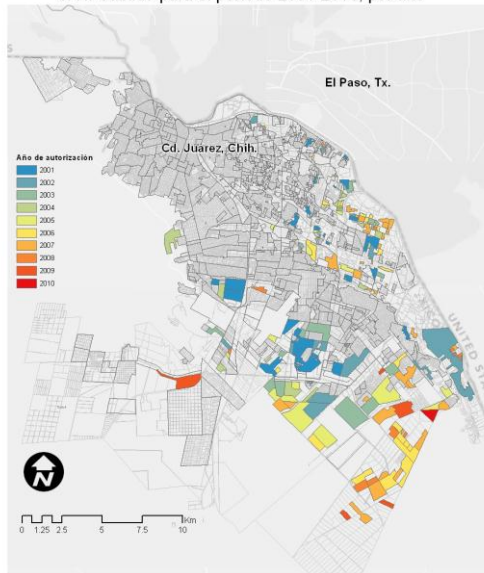 El Paso, Tx.
Cd. Juárez, Chih.
Año de autorización
2001
2002
2003
2004
2005
2006
2007
2008
2009
2010
UNITED STA
N
Km
0 1.25 2.5 5 7.5 10